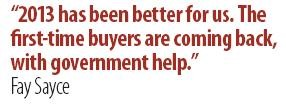 “2013 has been better for us. The
first-time buyers are coming back,
with government help.”
Fay Sayce